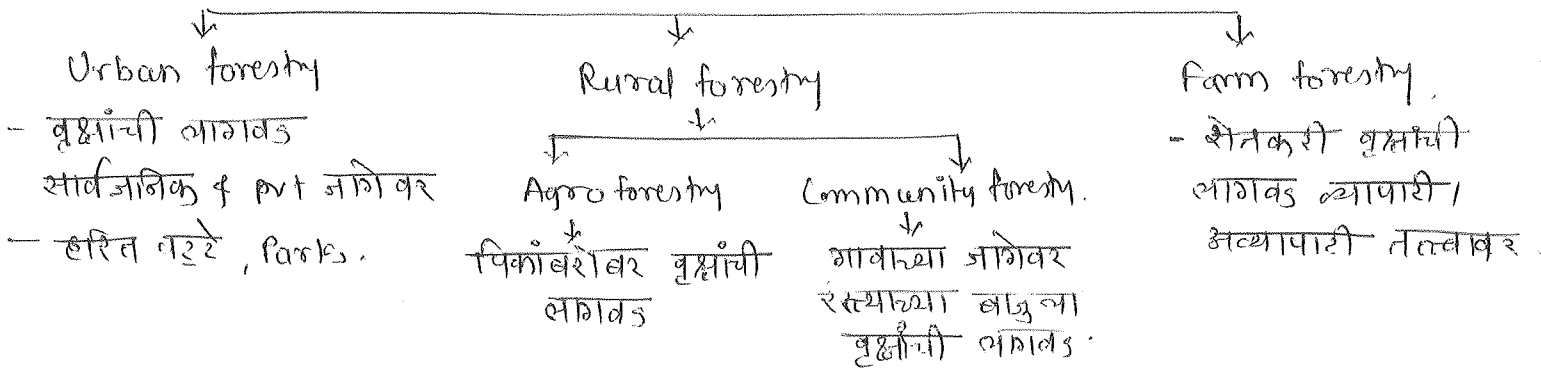 Urban forestry
- वृक्षांची लागवड
सार्वजनिक & pvt जागेवर
- हरित पट्टे, Parks.
Rural forestry
Agro forestry
पिकांबरोबर वृक्षांची
लागवड
Community forestry.
गावाच्या जागेवर
रस्त्याच्या बाजुला
वृक्षांची लागवड.
Farm forestry.
- शेतकरी वृक्षांची
लागवड व्यापारी/
अव्यापारी तत्त्वावर.